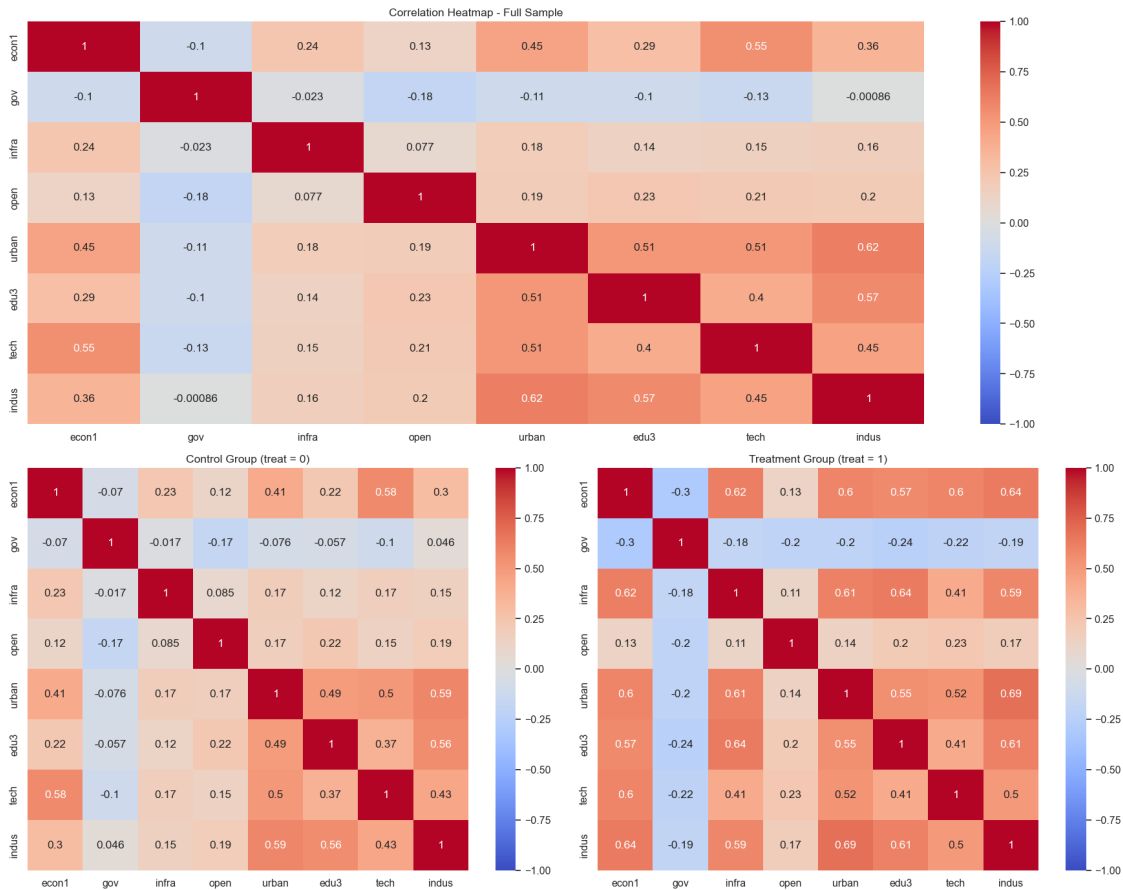 Correlation Heatmap - Full Sample
econ1 1 -0.1 0.24 0.13 0.45 0.29 0.55 0.36
gov -0.1 1 -0.023 -0.18 -0.11 -0.1 -0.13 -0.00086
infra 0.24 -0.023 1 0.077 0.18 0.14 0.15 0.16
open 0.13 -0.18 0.077 1 0.19 0.23 0.21 0.2
urban 0.45 -0.11 0.18 0.19 1 0.51 0.51 0.62
edu3 0.29 -0.1 0.14 0.23 0.51 1 0.4 0.57
tech 0.55 -0.13 0.15 0.21 0.51 0.4 1 0.45
indus 0.36 -0.00086 0.16 0.2 0.62 0.57 0.45 1
econ1 gov infra open urban edu3 tech indus
1.00
0.75
0.50
0.25
0.00
−0.25
−0.50
−0.75
−1.00
Control Group (treat = 0)
econ1 1 -0.07 0.23 0.12 0.41 0.22 0.58 0.3
gov -0.07 1 -0.017 -0.17 -0.076 -0.057 -0.1 0.046
infra 0.23 -0.017 1 0.085 0.17 0.12 0.17 0.15
open 0.12 -0.17 0.085 1 0.17 0.22 0.15 0.19
urban 0.41 -0.076 0.17 0.17 1 0.49 0.5 0.59
edu3 0.22 -0.057 0.12 0.22 0.49 1 0.37 0.56
tech 0.58 -0.1 0.17 0.15 0.5 0.37 1 0.43
indus 0.3 0.046 0.15 0.19 0.59 0.56 0.43 1
econ1 gov infra open urban edu3 tech indus
1.00
0.75
0.50
0.25
0.00
−0.25
−0.50
−0.75
−1.00
Treatment Group (treat = 1)
econ1 1 -0.3 0.62 0.13 0.6 0.57 0.6 0.64
gov -0.3 1 -0.18 -0.2 -0.2 -0.24 -0.22 -0.19
infra 0.62 -0.18 1 0.11 0.61 0.64 0.41 0.59
open 0.13 -0.2 0.11 1 0.14 0.2 0.23 0.17
urban 0.6 -0.2 0.61 0.14 1 0.55 0.52 0.69
edu3 0.57 -0.24 0.64 0.2 0.55 1 0.41 0.61
tech 0.6 -0.22 0.41 0.23 0.52 0.41 1 0.5
indus 0.64 -0.19 0.59 0.17 0.69 0.61 0.5 1
econ1 gov infra open urban edu3 tech indus
1.00
0.75
0.50
0.25
0.00
−0.25
−0.50
−0.75
−1.00